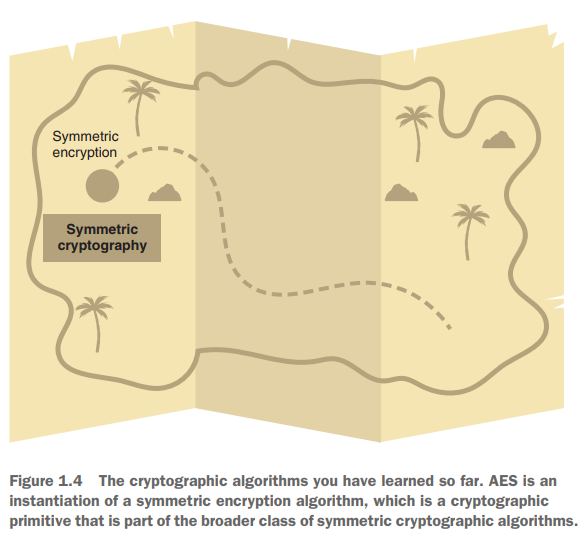 Symmetric
encryption
Symmetric
cryptography
Figure 1.4 The cryptographic algorithms you have learned so far. AES is an
instantiation of a symmetric encryption algorithm, which is a cryptographic
primitive that is part of the broader class of symmetric cryptographic algorithms.